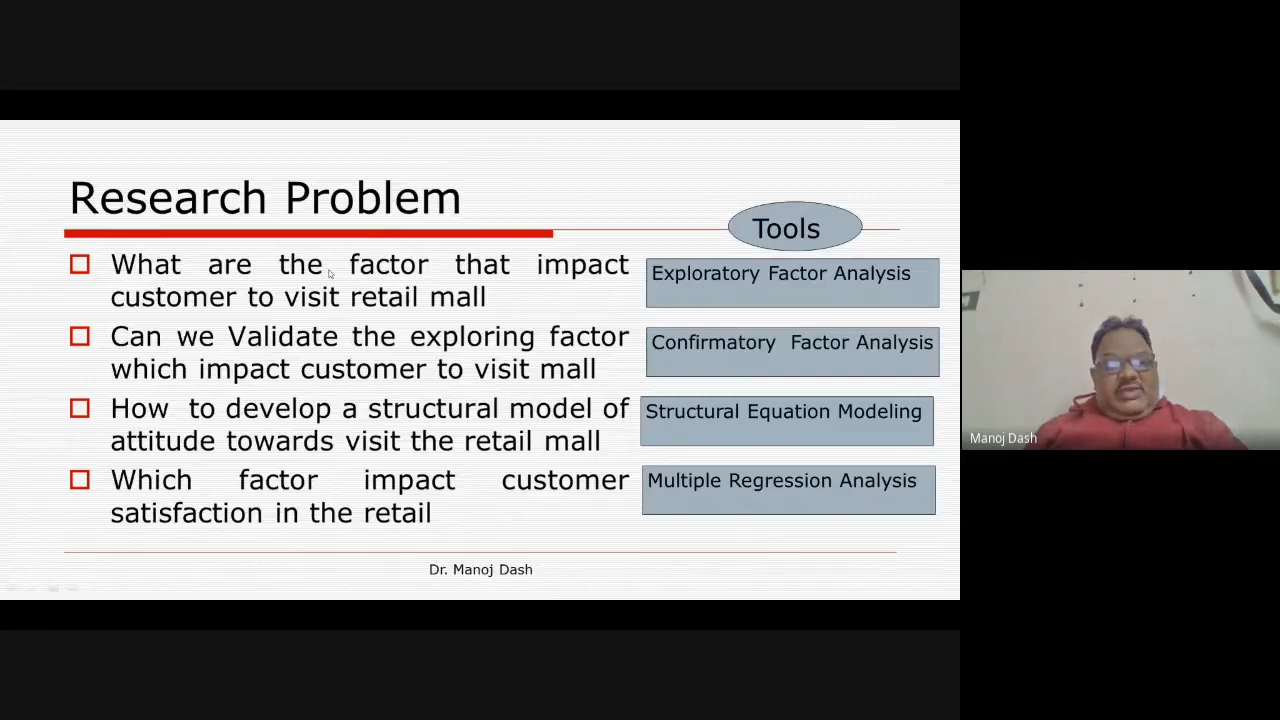 Research Problem
Tools
What are the factor that impact
customer to visit retail mall
Exploratory Factor Analysis
Can we Validate the exploring factor
which impact customer to visit mall
Confirmatory Factor Analysis
How to develop a structural model of
attitude towards visit the retail mall
Structural Equation Modeling
Which factor impact customer
satisfaction in the retail
Multiple Regression Analysis
Dr. Manoj Dash
Manoj Dash